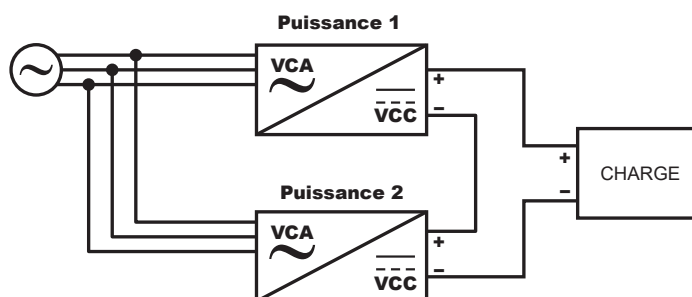 Puissance 1
VCA
+
VCC
−
+
CHARGE
−
Puissance 2
VCA
+
VCC
−